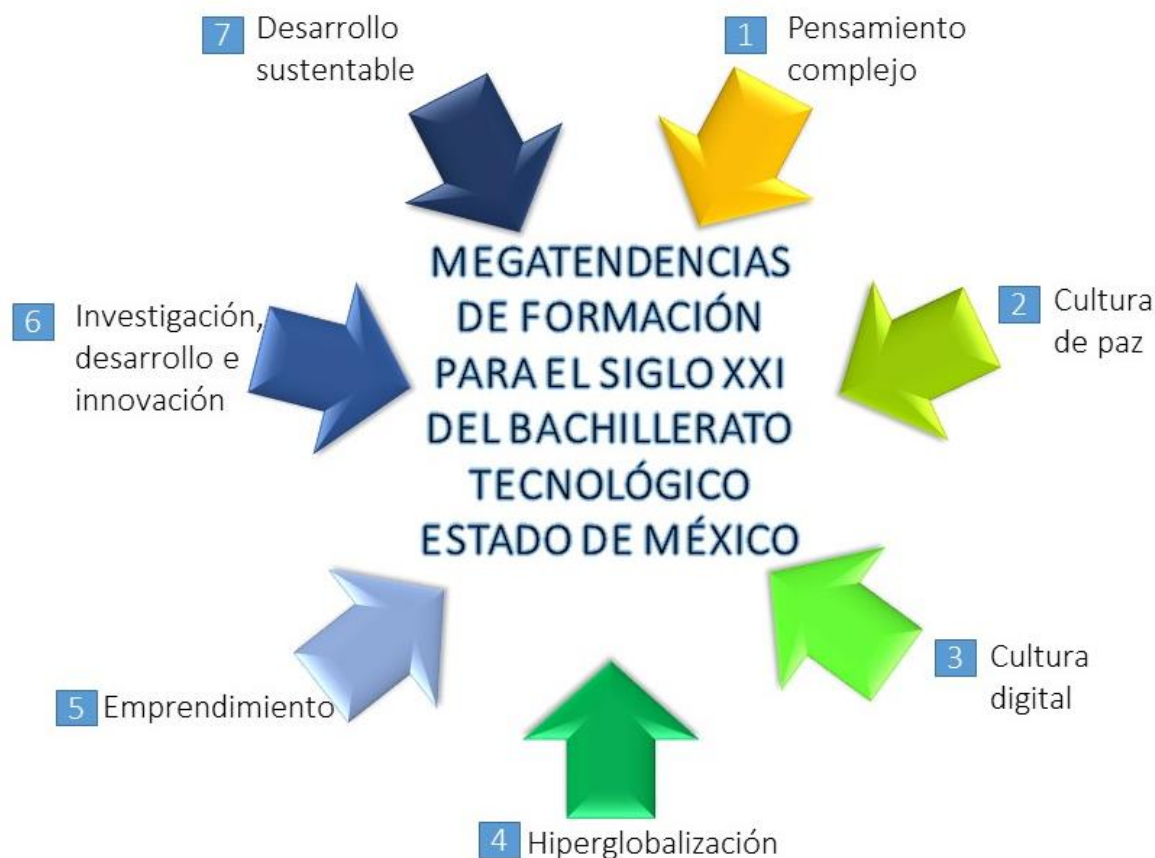 MEGATENDENCIAS
DE FORMACIÓN
PARA EL SIGLO XXI
DEL BACHILLERATO
TECNOLÓGICO
ESTADO DE MÉXICO
1 Pensamiento
complejo
2 Cultura
de paz
3 Cultura
digital
4 Hiperglobalización
5 Emprendimiento
6 Investigación,
desarrollo e
innovación
7 Desarrollo
sustentable